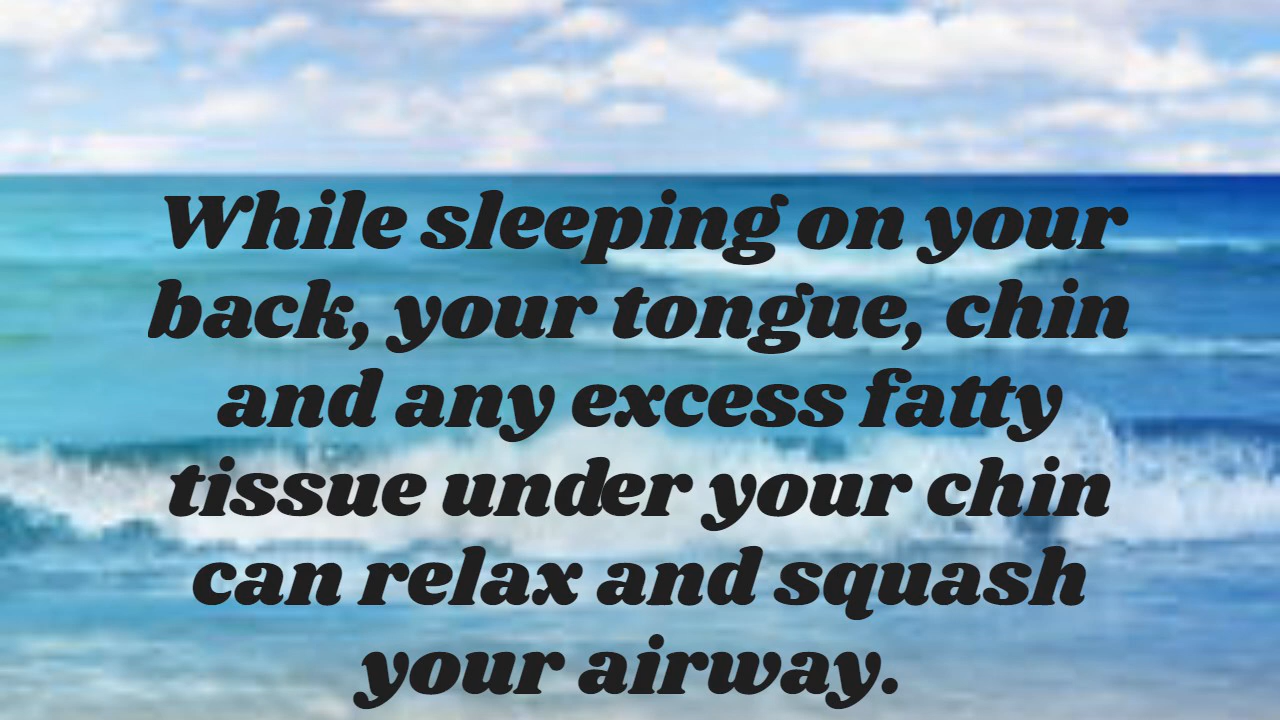 While sleeping on your
back, your tongue, chin
and any excess fatty
tissue under your chin
can relax and squash
your airway.